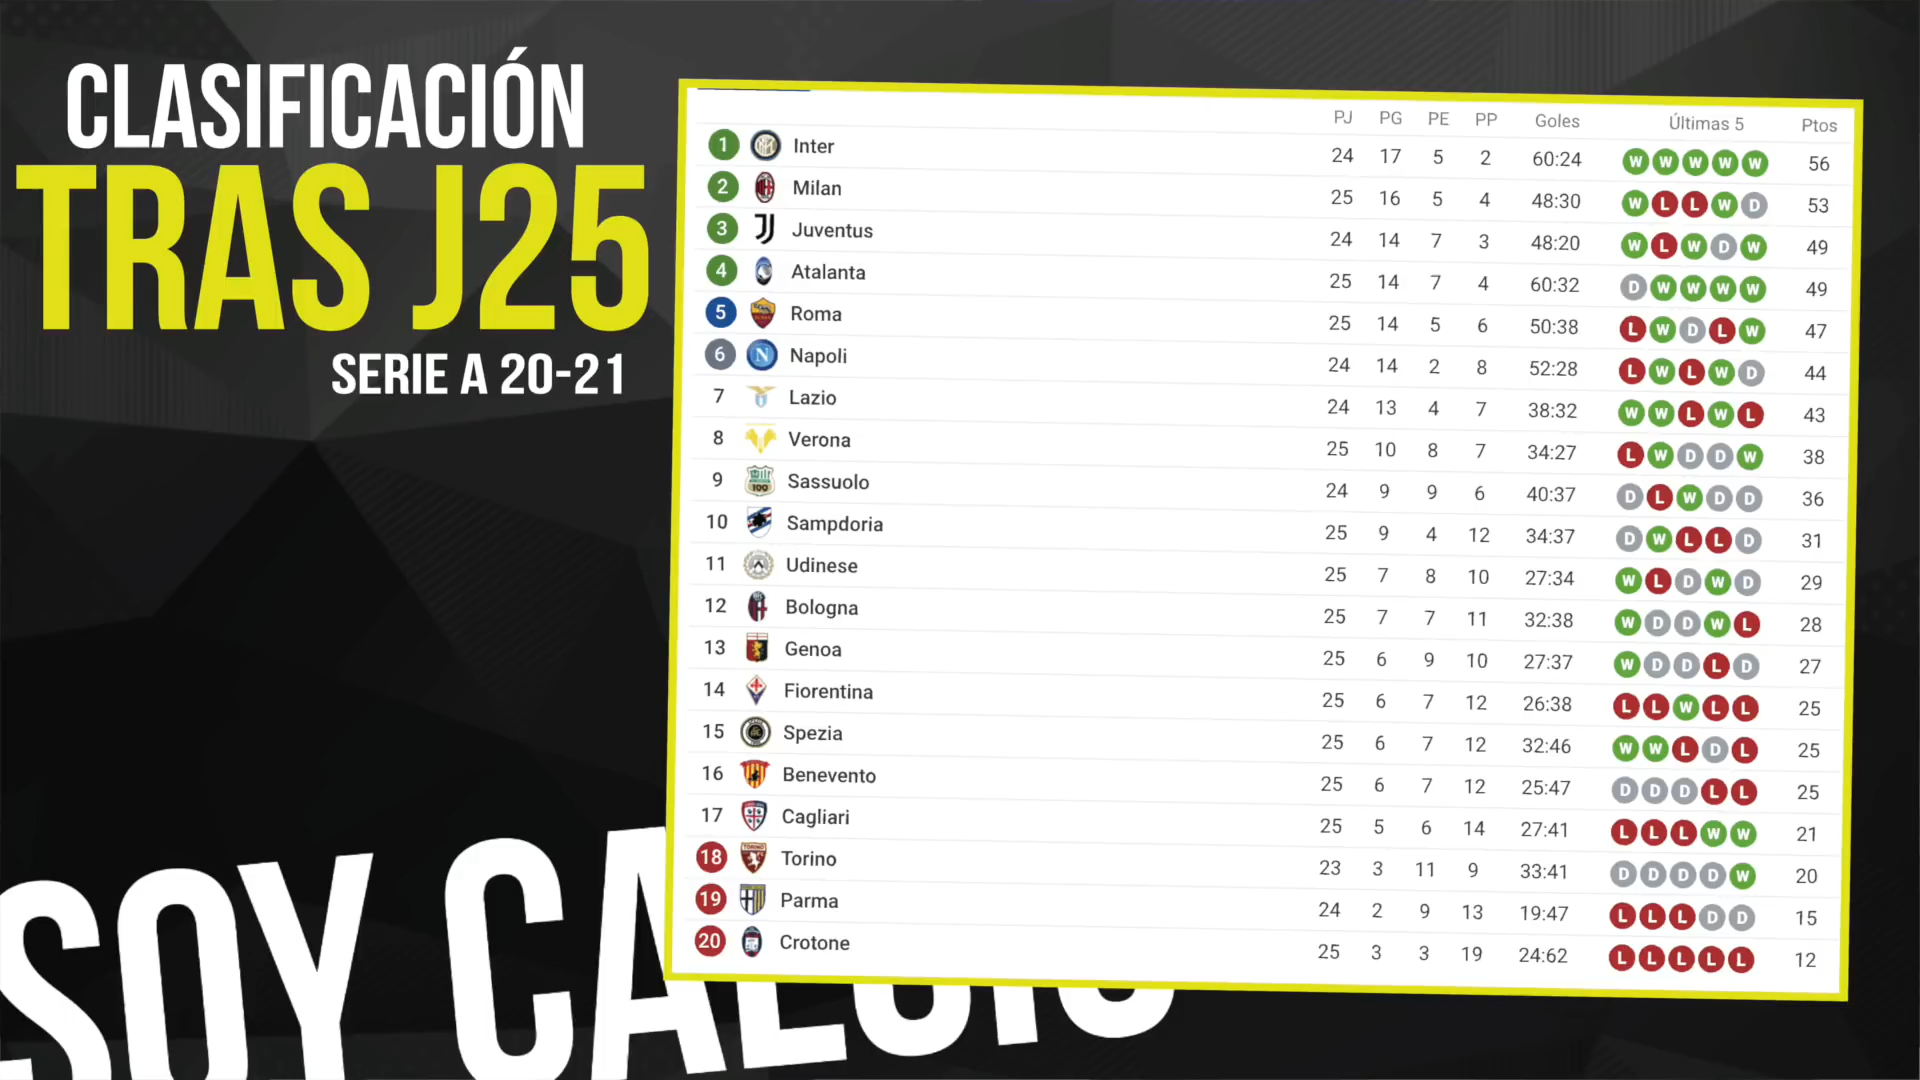 CLASIFICACIÓN
TRAS J25
SERIE A 20-21
PJ PG PE PP Goles Últimas 5 Ptos
1 Inter 24 17 5 2 60:24 W W W W W 56
2 Milan 25 16 5 4 48:30 W L L W D 53
3 Juventus 24 14 7 3 48:20 W L W D W 49
4 Atalanta 25 14 7 4 60:32 D W W W W 49
5 Roma 25 14 5 6 50:38 L W D L W 47
6 Napoli 24 14 2 8 52:28 L W L W D 44
7 Lazio 24 13 4 7 38:32 W W L W L 43
8 Verona 25 10 8 7 34:27 L W D D W 38
9 Sassuolo 24 9 9 6 40:37 D L W D D 36
10 Sampdoria 25 9 4 12 34:37 D W L L D 31
11 Udinese 25 7 8 10 27:34 W L D W D 29
12 Bologna 25 7 7 11 32:38 W D D W L 28
13 Genoa 25 6 9 10 27:37 W D D L D 27
14 Fiorentina 25 6 7 12 26:38 L L W L L 25
15 Spezia 25 6 7 12 32:46 W W L D L 25
16 Benevento 25 6 7 12 25:47 D D D L L 25
17 Cagliari 25 5 6 14 27:41 L L L W W 21
18 Torino 23 3 11 9 33:41 D D D D W 20
19 Parma 24 2 9 13 19:47 L L L D D 15
20 Crotone 25 3 3 19 24:62 L L L L L 12
SOY CALCIO